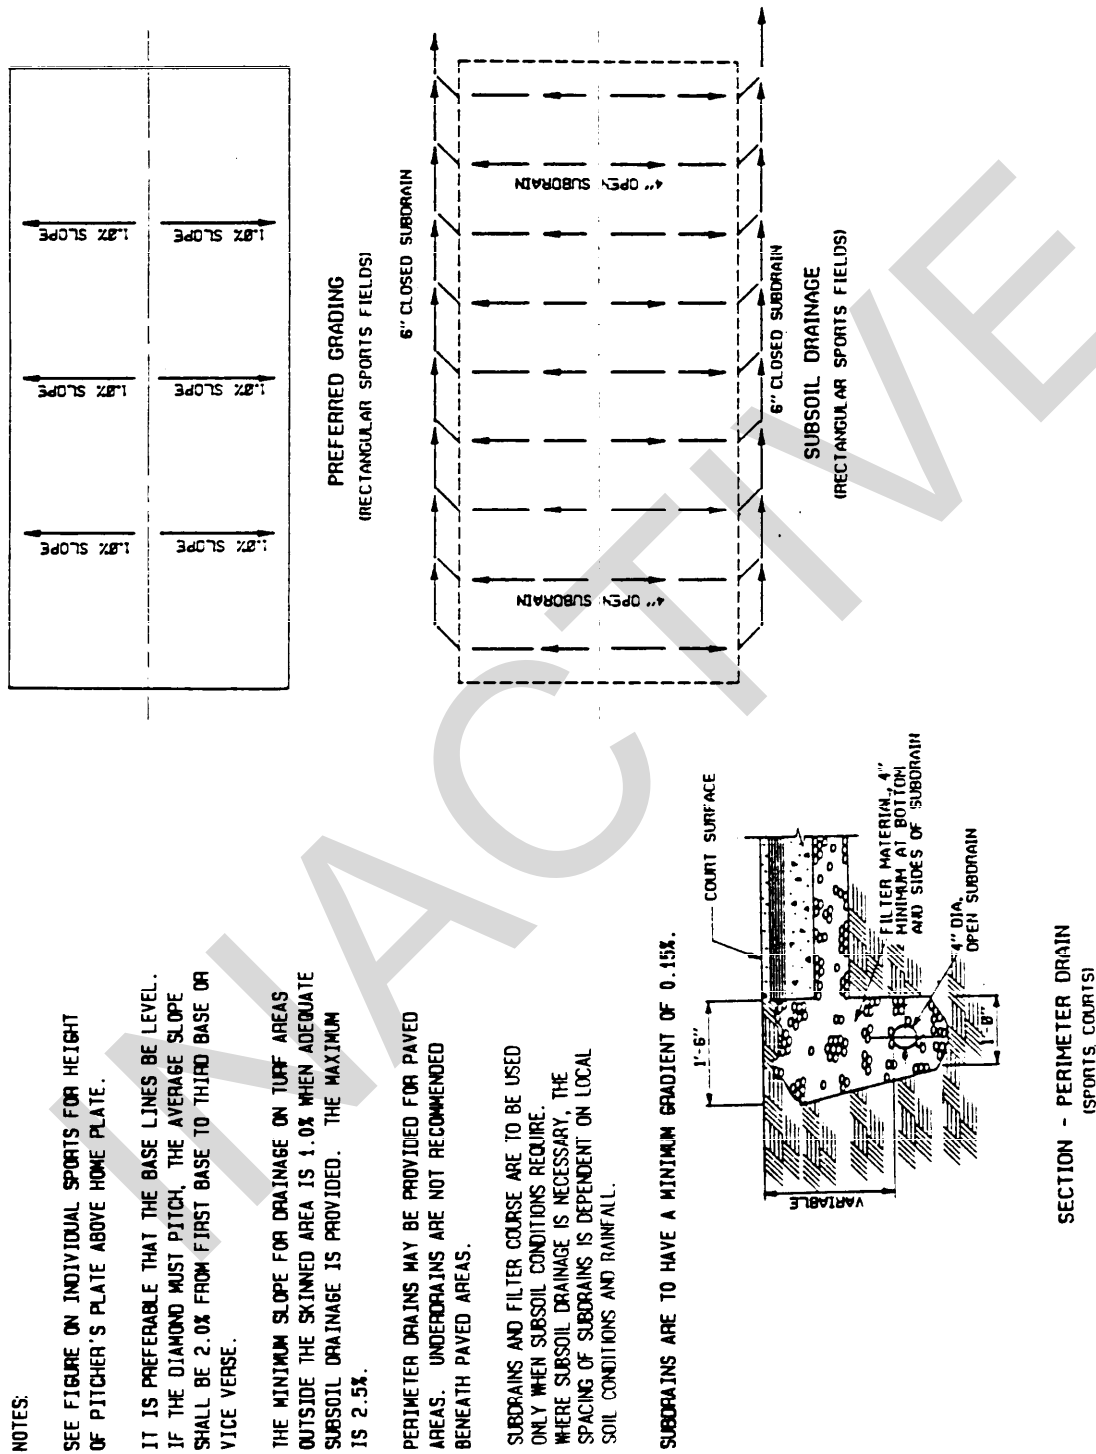 NOTES:
SEE FIGURE ON INDIVIDUAL SPORTS FOR HEIGHT
OF PITCHER'S PLATE ABOVE HOME PLATE.
IT IS PREFERABLE THAT THE BASE LINES BE LEVEL.
IF THE DIAMOND MUST PITCH, THE AVERAGE SLOPE
SHALL BE 2.0% FROM FIRST BASE TO THIRD BASE OR
VICE VERSE.
THE MINIMUM SLOPE FOR DRAINAGE ON TURF AREAS
OUTSIDE THE SKINNED AREA IS 1.0% WHEN ADEQUATE
SUBSOIL DRAINAGE IS PROVIDED. THE MAXIMUM
IS 2.5%.
PERIMETER DRAINS MAY BE PROVIDED FOR PAVED
AREAS. UNDERDRAINS ARE NOT RECOMMENDED
BENEATH PAVED AREAS.
SUBDRAINS AND FILTER COURSE ARE TO BE USED
ONLY WHEN SUBSOIL CONDITIONS REQUIRE.
WHERE SUBSOIL DRAINAGE IS NECESSARY, THE
SPACING OF SUBDRAINS IS DEPENDENT ON LOCAL
SOIL CONDITIONS AND RAINFALL.
SUBDRAINS ARE TO HAVE A MINIMUM GRADIENT OF 0.15%.
1.0% SLOPE
1.0% SLOPE
1.0% SLOPE
1.0% SLOPE
1.0% SLOPE
1.0% SLOPE
PREFERRED GRADING
(RECTANGULAR SPORTS FIELDS)
6" CLOSED SUBDRAIN
4" OPEN SUBDRAIN
4" OPEN SUBDRAIN
6" CLOSED SUBDRAIN
SUBSOIL DRAINAGE
(RECTANGULAR SPORTS FIELDS)
COURT SURFACE
1'-6"
FILTER MATERIAL, 4"
MINIMUM AT BOTTOM
AND SIDES OF SUBDRAIN
4" DIA.
OPEN SUBDRAIN
1'-0"
VARIABLE
SECTION - PERIMETER DRAIN
(SPORTS COURTS)
INACTIVE